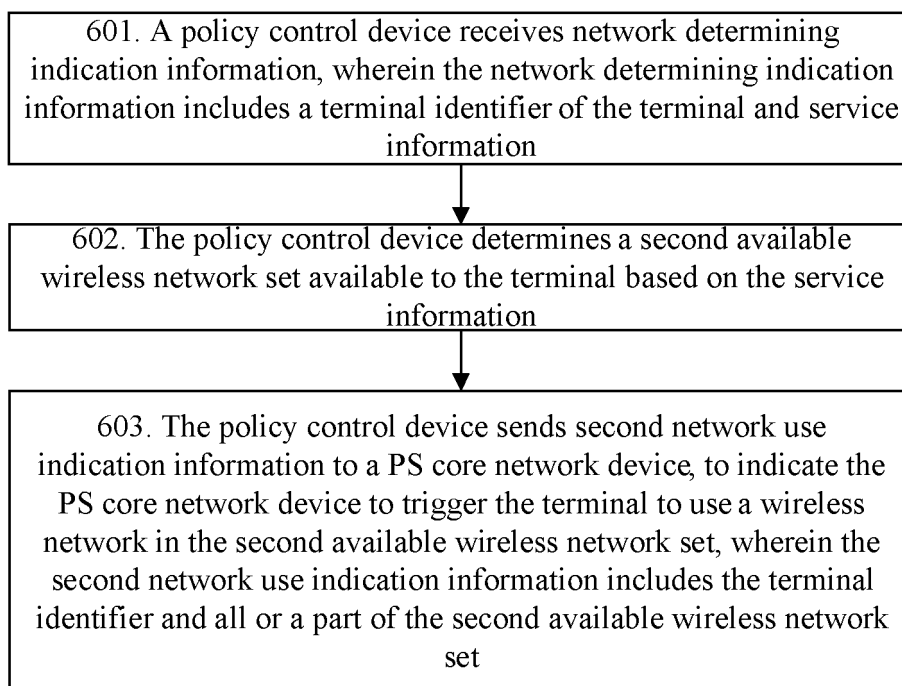 601. A policy control device receives network determining
indication information, wherein the network determining indication
information includes a terminal identifier of the terminal and service
information
602. The policy control device determines a second available
wireless network set available to the terminal based on the service
information
603. The policy control device sends second network use
indication information to a PS core network device, to indicate the
PS core network device to trigger the terminal to use a wireless
network in the second available wireless network set, wherein the
second network use indication information includes the terminal
identifier and all or a part of the second available wireless network
set